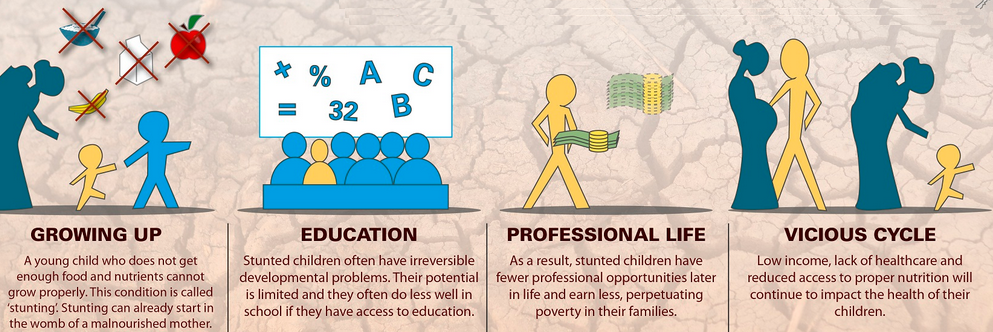 + % A C
= 32 B
GROWING UP
A young child who does not get
enough food and nutrients cannot
grow properly. This condition is called
‘stunting’. Stunting can already start in
the womb of a malnourished mother.
EDUCATION
Stunted children often have irreversible
developmental problems. Their potential
is limited and they often do less well in
school if they have access to education.
PROFESSIONAL LIFE
As a result, stunted children have
fewer professional opportunities later
in life and earn less, perpetuating
poverty in their families.
VICIOUS CYCLE
Low income, lack of healthcare and
reduced access to proper nutrition will
continue to impact the health of their
children.